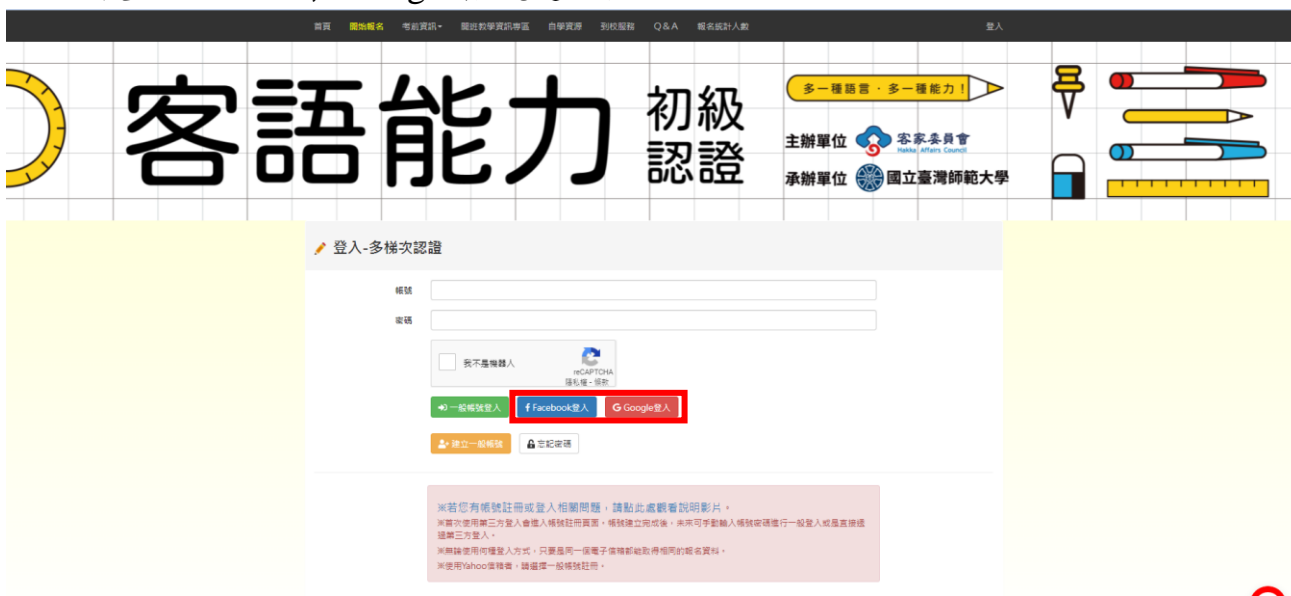 首頁 開始報名 考前資訊 開班教學資訊專區 自學資源 到校服務 Q&A 報名統計人數 登入
客語能力 初級認證
多一種語言・多一種能力!
主辦單位 客家委員會
Hakka Affairs Council
承辦單位 國立臺灣師範大學
登入-多梯次認證
帳號
密碼
我不是機器人
reCAPTCHA
隱私權 - 條款
一般帳號登入 Facebook登入 Google登入
建立一般帳號 忘記密碼
※若您有帳號註冊或登入相關問題,請點此處觀看說明影片。
※首次使用第三方登入會進入帳號註冊頁面。帳號建立完成後,未來可手動輸入帳號密碼進行一般登入或是直接透
過第三方登入。
※無論使用何種登入方式,只要是同一個電子信箱都能取得相同的報名資料。
※使用Yahoo信箱者,請選擇一般帳號註冊。